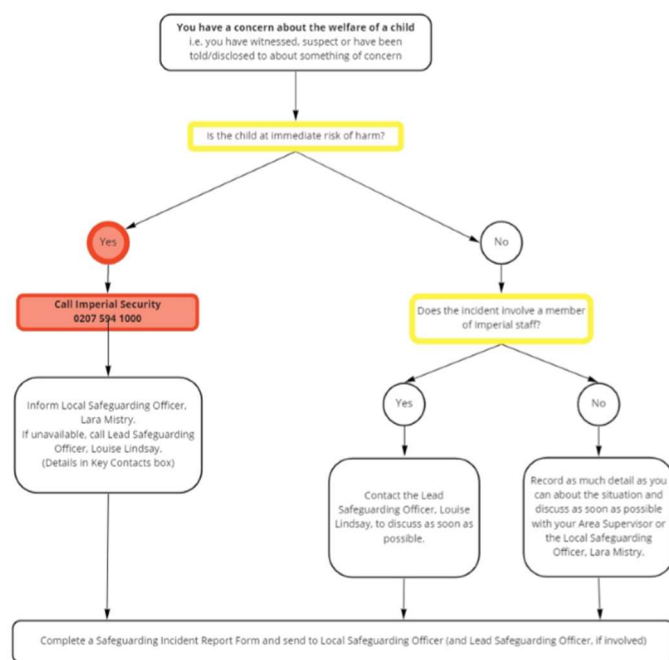 You have a concern about the welfare of a child
i.e. you have witnessed, suspect or have been
told/disclosed to about something of concern
Is the child at immediate risk of harm?
Yes
No
Call Imperial Security
0207 594 1000
Does the incident involve a member
of Imperial staff?
Inform Local Safeguarding Officer,
Lara Mistry.
If unavailable, call Lead Safeguarding
Officer, Louise Lindsay.
(Details in Key Contacts box)
Yes
No
Contact the Lead
Safeguarding Officer, Louise
Lindsay, to discuss as soon as
possible.
Record as much detail as you
can about the situation and
discuss as soon as possible
with your Area Supervisor or
the Local Safeguarding
Officer, Lara Mistry.
Complete a Safeguarding Incident Report Form and send to Local Safeguarding Officer (and Lead Safeguarding Officer, if involved)